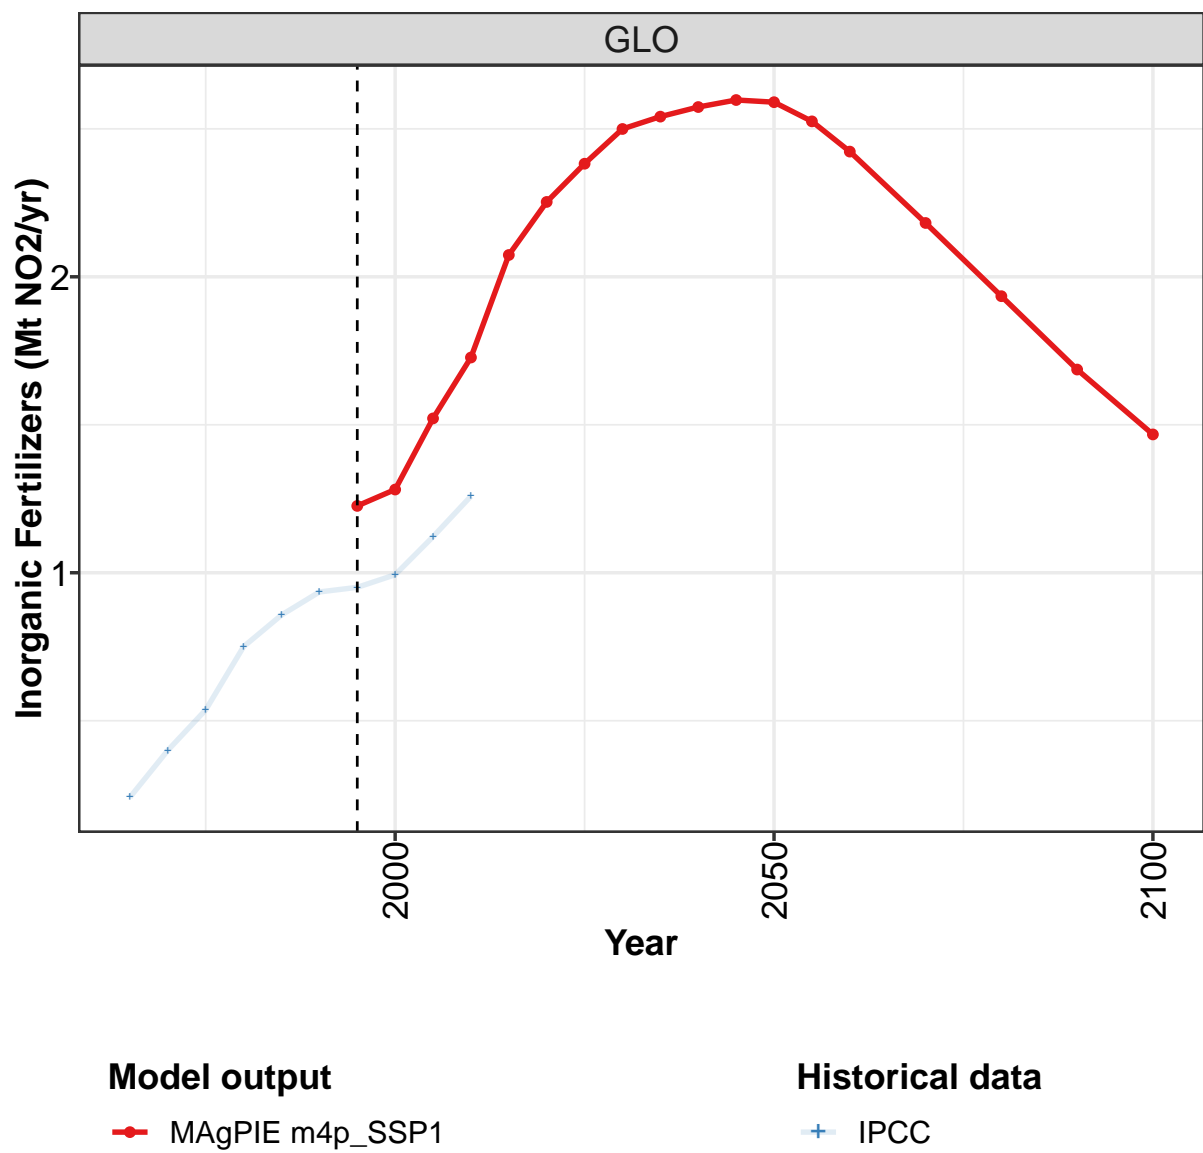 GLO
Inorganic Fertilizers (Mt NO2/yr)
2
1
2000
2050
2100
Year
Model output
Historical data
MAgPIE m4p_SSP1
IPCC